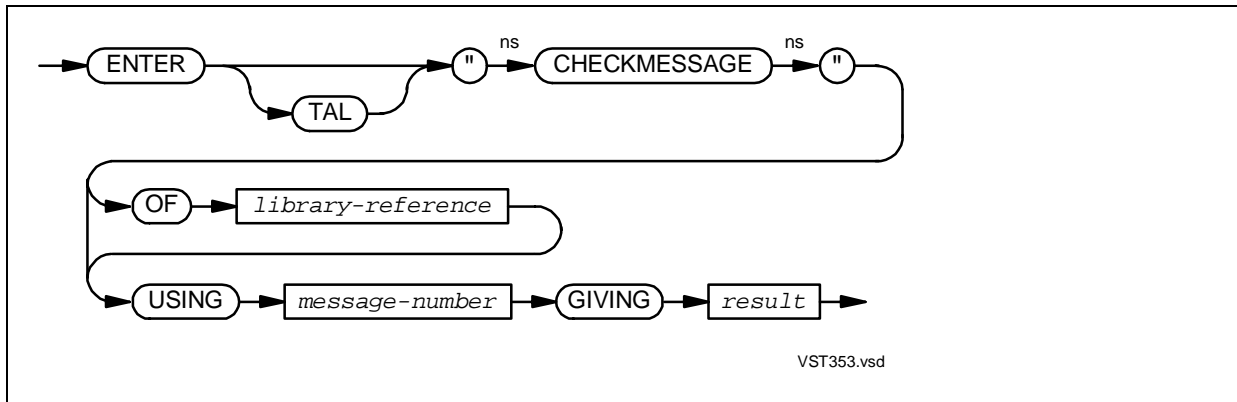 ns ns
ENTER " CHECKMESSAGE "
TAL
OF library-reference
USING message-number GIVING result
VST353.vsd